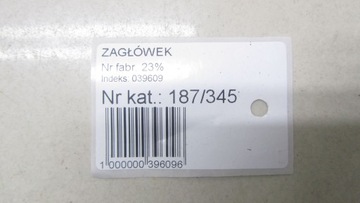 ZAGŁÓWEK
Nr fabr. 23%
Indeks: 039609
Nr kat.: 187/345
1 000000 396096